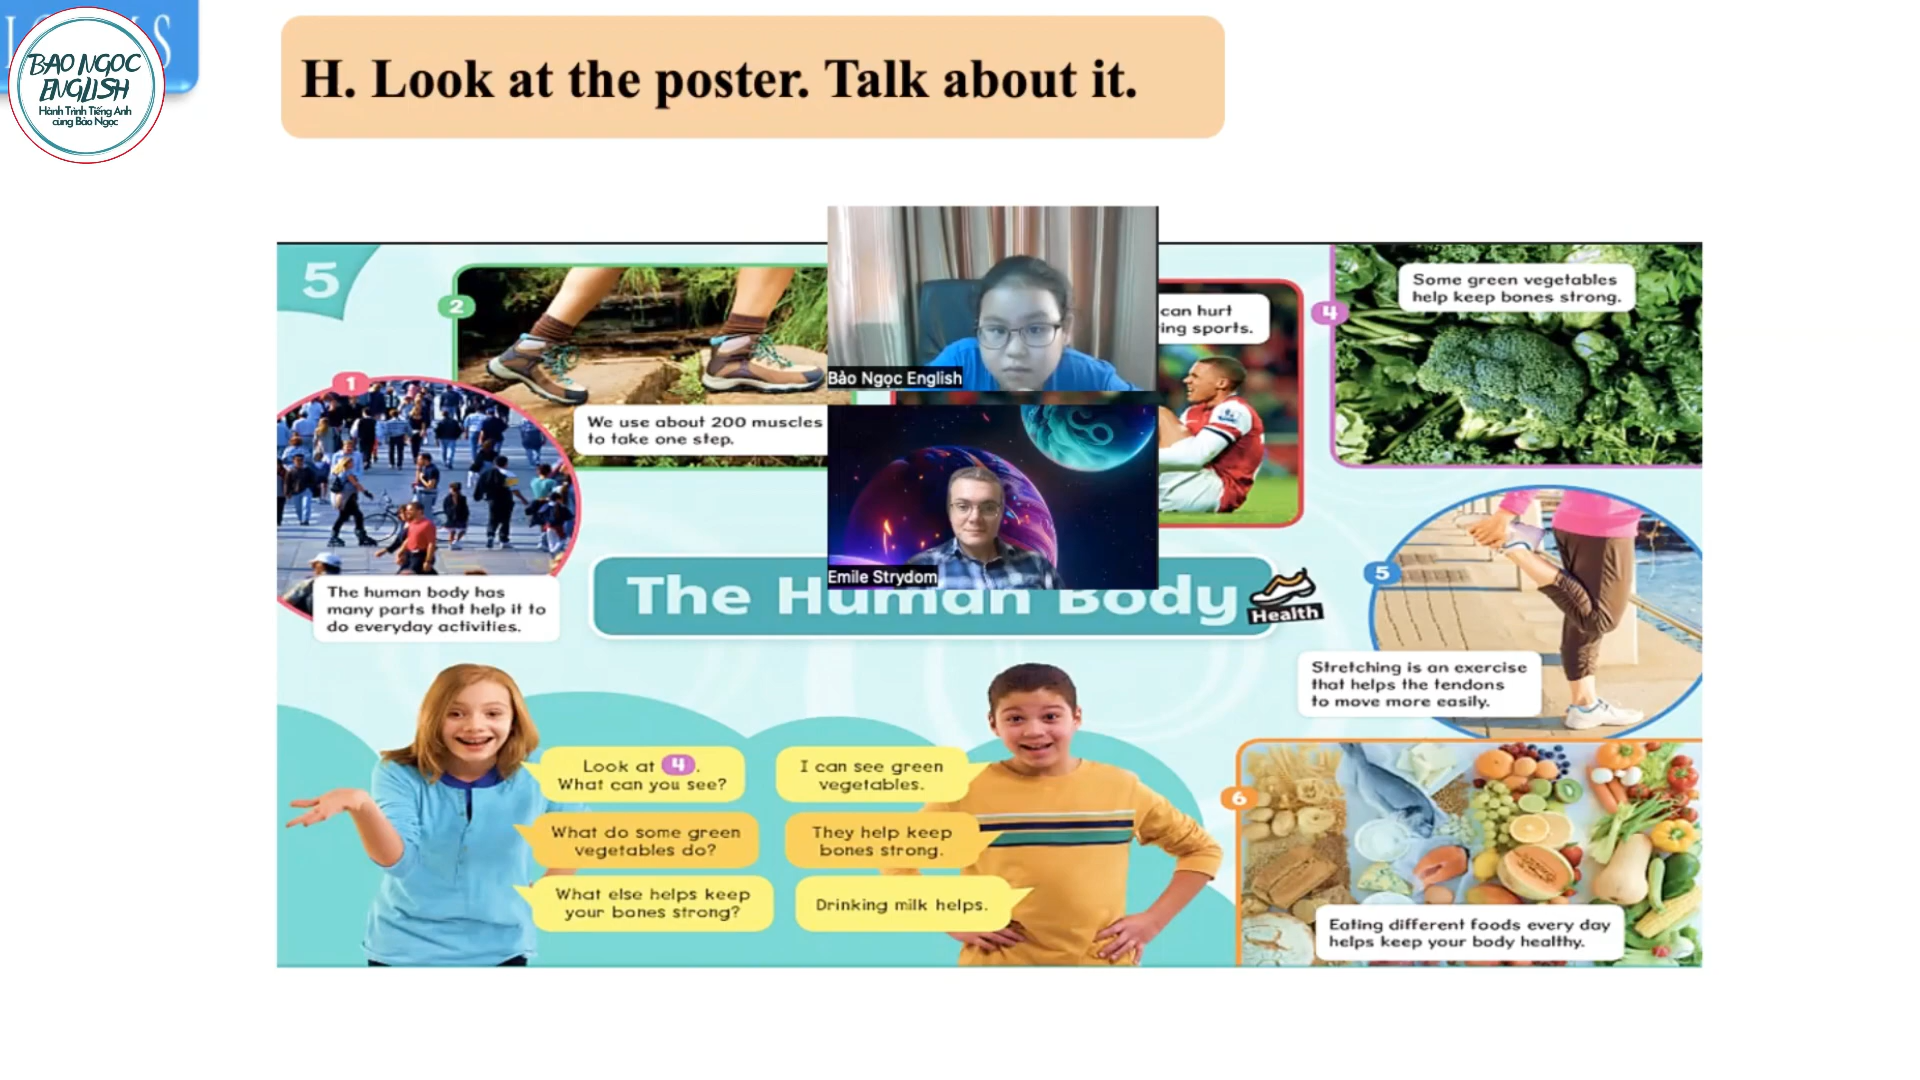 BAO NGOC
ENGLISH
Hành Trình Tiếng Anh
cùng Bảo Ngọc
H. Look at the poster. Talk about it.
5
2
We use about 200 muscles
to take one step.
1
The human body has
many parts that help it to
do everyday activities.
Bảo Ngọc English
Emile Strydom
can hurt
sports.
4
Some green vegetables
help keep bones strong.
The Human Body
Health
5
Stretching is an exercise
that helps the tendons
to move more easily.
Look at 4.
What can you see?
I can see green
vegetables.
What do some green
vegetables do?
They help keep
bones strong.
What else helps keep
your bones strong?
Drinking milk helps.
6
Eating different foods every day
helps keep your body healthy.